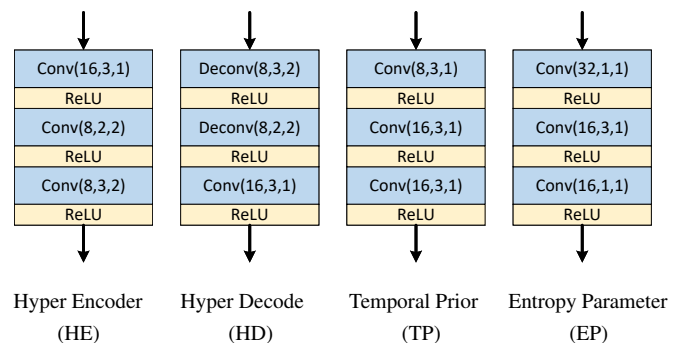 Conv(16,3,1)
ReLU
Conv(8,2,2)
ReLU
Conv(8,3,2)
ReLU
Hyper Encoder
(HE)
Deconv(8,3,2)
ReLU
Deconv(8,2,2)
ReLU
Conv(16,3,1)
ReLU
Hyper Decode
(HD)
Conv(8,3,1)
ReLU
Conv(16,3,1)
ReLU
Conv(16,3,1)
ReLU
Temporal Prior
(TP)
Conv(32,1,1)
ReLU
Conv(16,3,1)
ReLU
Conv(16,1,1)
ReLU
Entropy Parameter
(EP)